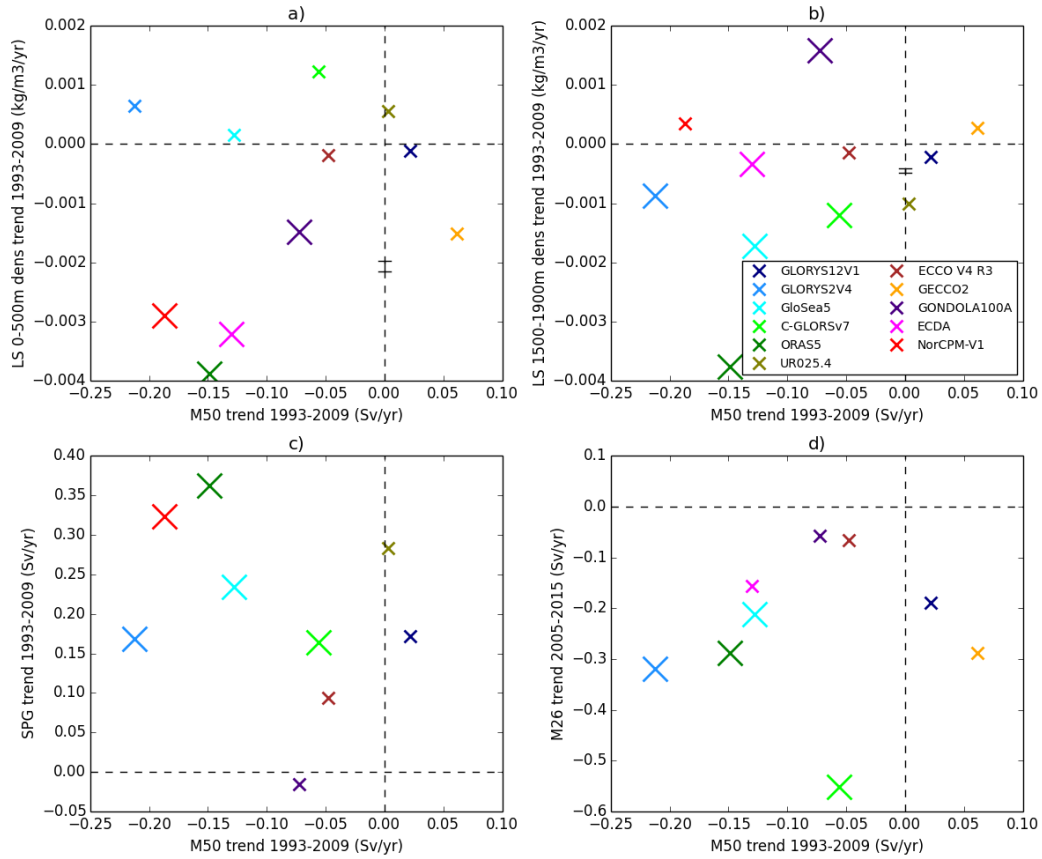 a)
0.002
0.001
0.000
−0.001
−0.002
−0.003
−0.004
LS 0-500m dens trend 1993-2009 (kg/m3/yr)
−0.25 −0.20 −0.15 −0.10 −0.05 0.00 0.05 0.10
M50 trend 1993-2009 (Sv/yr)
b)
0.002
0.001
0.000
−0.001
−0.002
−0.003
−0.004
LS 1500-1900m dens trend 1993-2009 (kg/m3/yr)
GLORYS12V1
GLORYS2V4
GloSea5
C-GLORSv7
ORAS5
UR025.4
ECCO V4 R3
GECCO2
GONDOLA100A
ECDA
NorCPM-V1
−0.25 −0.20 −0.15 −0.10 −0.05 0.00 0.05 0.10
M50 trend 1993-2009 (Sv/yr)
c)
0.40
0.35
0.30
0.25
0.20
0.15
0.10
0.05
0.00
−0.05
SPG trend 1993-2009 (Sv/yr)
−0.25 −0.20 −0.15 −0.10 −0.05 0.00 0.05 0.10
M50 trend 1993-2009 (Sv/yr)
d)
0.0
−0.1
−0.2
−0.3
−0.4
−0.5
−0.6
M26 trend 2005-2015 (Sv/yr)
−0.25 −0.20 −0.15 −0.10 −0.05 0.00 0.05 0.10
M50 trend 1993-2009 (Sv/yr)